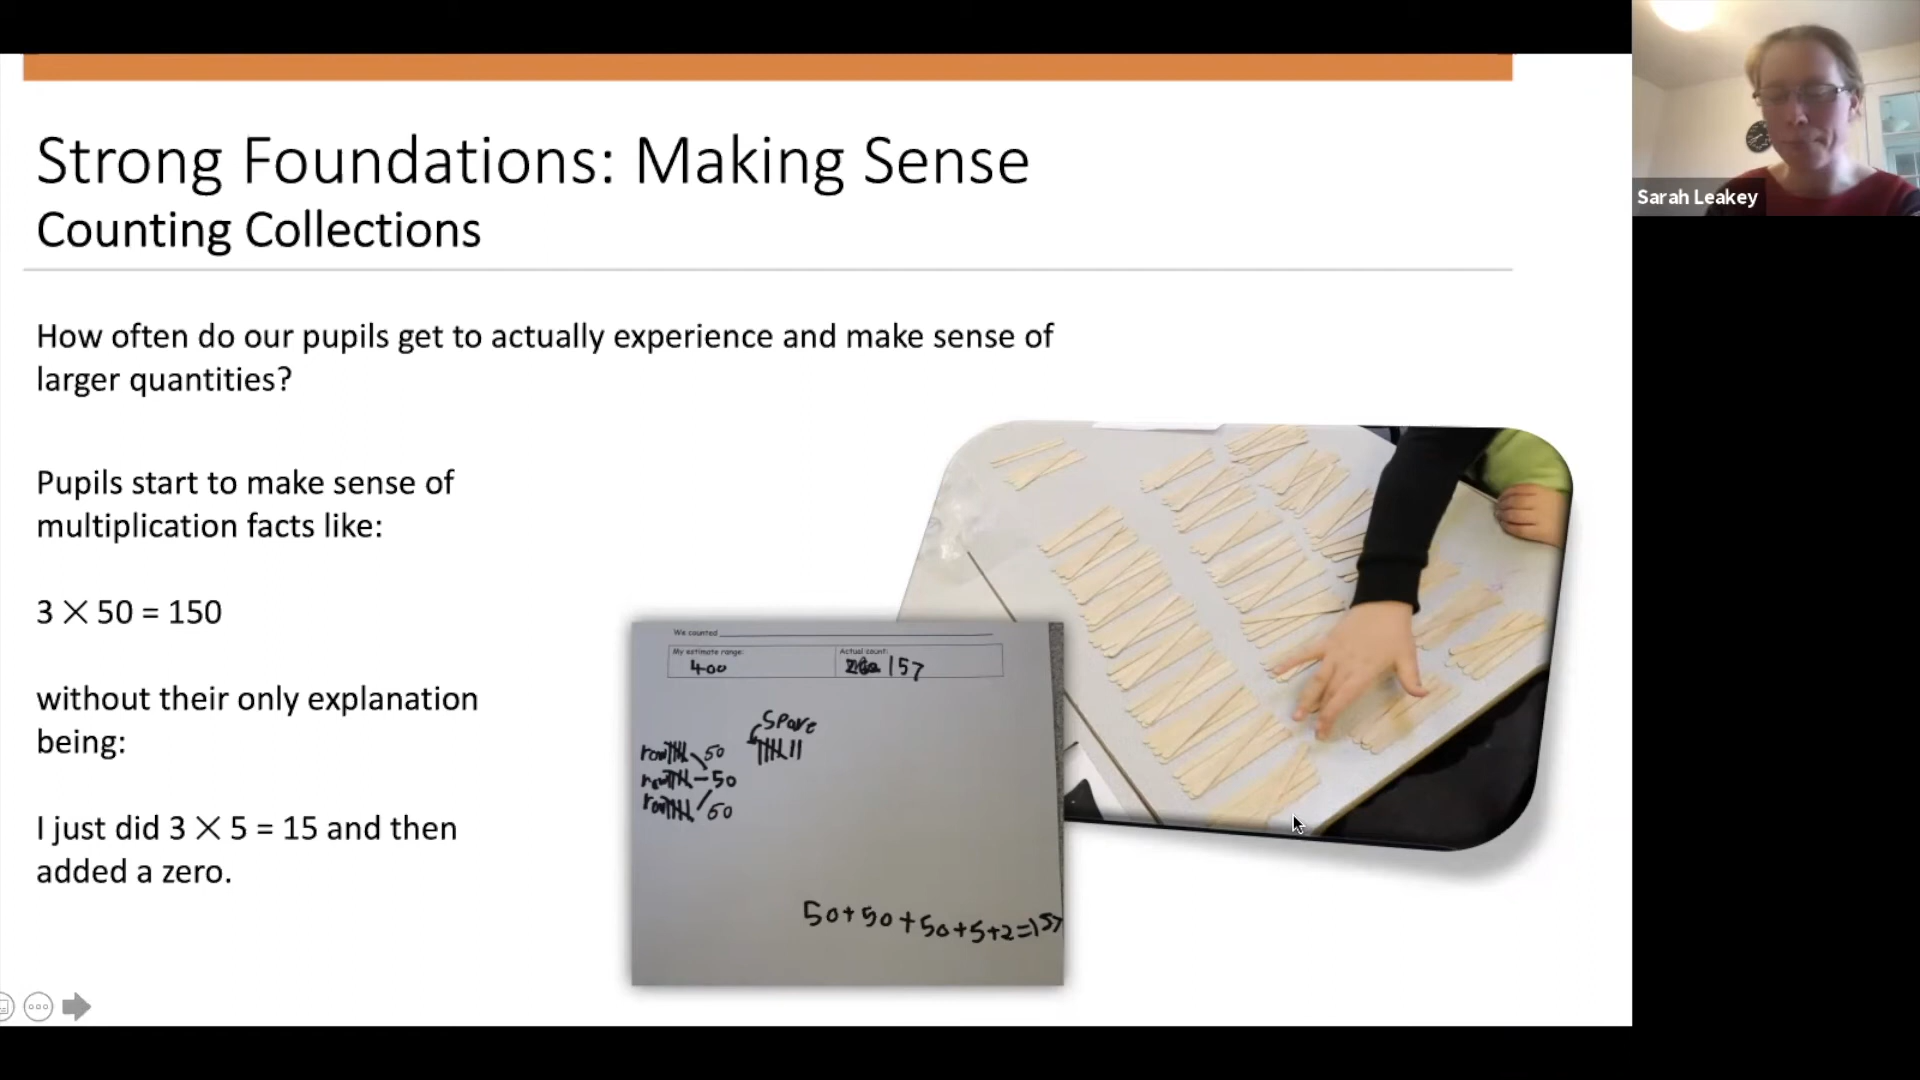 Strong Foundations: Making Sense
Counting Collections
How often do our pupils get to actually experience and make sense of
larger quantities?
Pupils start to make sense of
multiplication facts like:
3 × 50 = 150
without their only explanation
being:
I just did 3 × 5 = 15 and then
added a zero.
We counted
My estimate range:
400
Actual count:
157
spare
row 50
row 50
row 50
50+50+50+5+2=157
Sarah Leakey